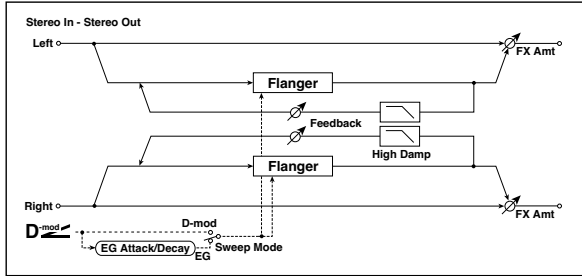 Stereo In - Stereo Out
Left
FX Amt
Flanger
Feedback
High Damp
Flanger
Right
FX Amt
D-mod
D-mod
EG Attack/Decay
EG
Sweep Mode